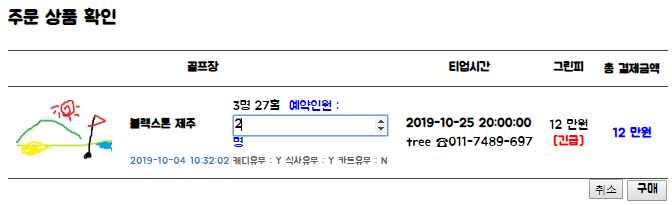 주문 상품 확인
골프장 티업시간 그린피 총 결제금액
블랙스톤 제주
3명 27홀 예약인원 :
2
명
2019-10-04 10:32:02 캐디유무 : Y 식사유무 : Y 카트유무 : N
2019-10-25 20:00:00
tree ☎011-7489-697
12 만원
[긴급]
12 만원
취소 구매